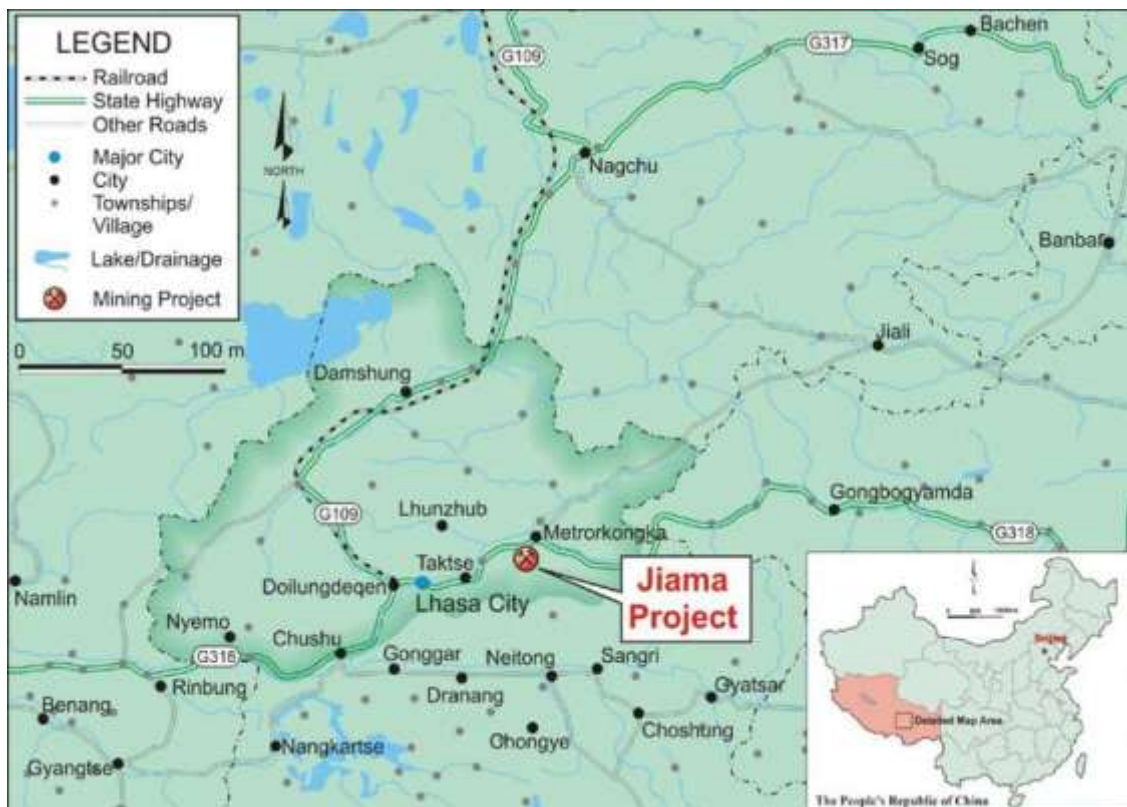 LEGEND
Railroad
State Highway
Other Roads
Major City
City
Townships/
Village
Lake/Drainage
Mining Project
0 50 100 m
NORTH
G109
G317
Bachen
Sog
Nagchu
Banbar
Jiali
Damshung
Gongbogyamda
G318
G109
Lhunzhub
Metrorkongka
Taktse
Jiama
Project
Doilungdeqen
Lhasa City
Namlin
Nyemo
Chushu
G318
Gonggar
Neitong
Sangri
Rinbung
Dranang
Gyatsar
Benang
Choshting
Ohongye
Nangkartse
Gyangtse
Beijing
Detailed Map Area
The People's Republic of China